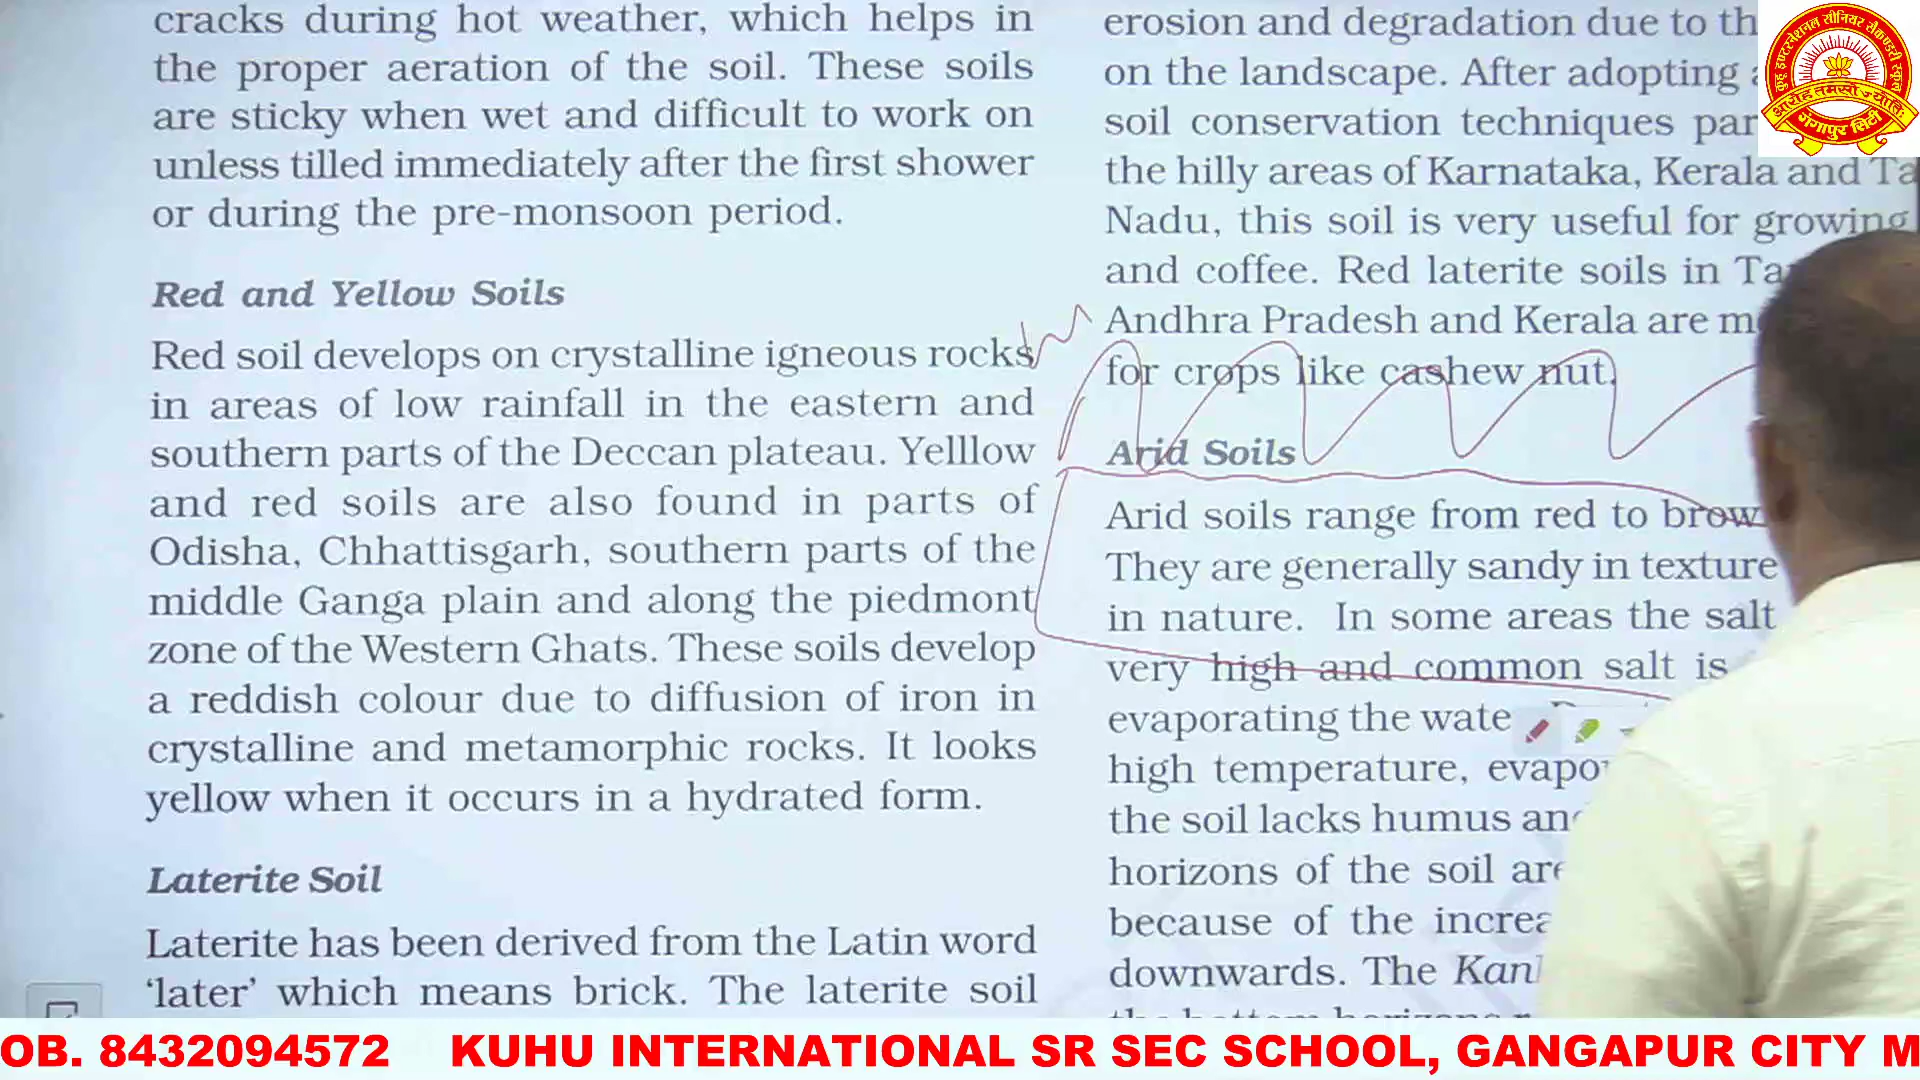 cracks during hot weather, which helps in
the proper aeration of the soil. These soils
are sticky when wet and difficult to work on
unless tilled immediately after the first shower
or during the pre-monsoon period.
Red and Yellow Soils
Red soil develops on crystalline igneous rocks
in areas of low rainfall in the eastern and
southern parts of the Deccan plateau. Yelllow
and red soils are also found in parts of
Odisha, Chhattisgarh, southern parts of the
middle Ganga plain and along the piedmont
zone of the Western Ghats. These soils develop
a reddish colour due to diffusion of iron in
crystalline and metamorphic rocks. It looks
yellow when it occurs in a hydrated form.
Laterite Soil
Laterite has been derived from the Latin word
‘later’ which means brick. The laterite soil
erosion and degradation due to
on the landscape. After adopting
soil conservation techniques
the hilly areas of Karnataka, Kerala and
Nadu, this soil is very useful for growing
and coffee. Red laterite soils in
Andhra Pradesh and Kerala are
for crops like cashew nut.
Arid Soils
Arid soils range from red to
They are generally sandy in texture
in nature. In some areas the salt
very high and common salt is
evaporating the
high temperature,
the soil lacks humus
horizons of the soil
because of the
downwards. The
कुहू इण्टरनेशनल सीनियर सैकण्डरी स्कूल
आरोह तमसो ज्योतिः
गंगापुर सिटी
OB. 8432094572 KUHU INTERNATIONAL SR SEC SCHOOL, GANGAPUR CITY M